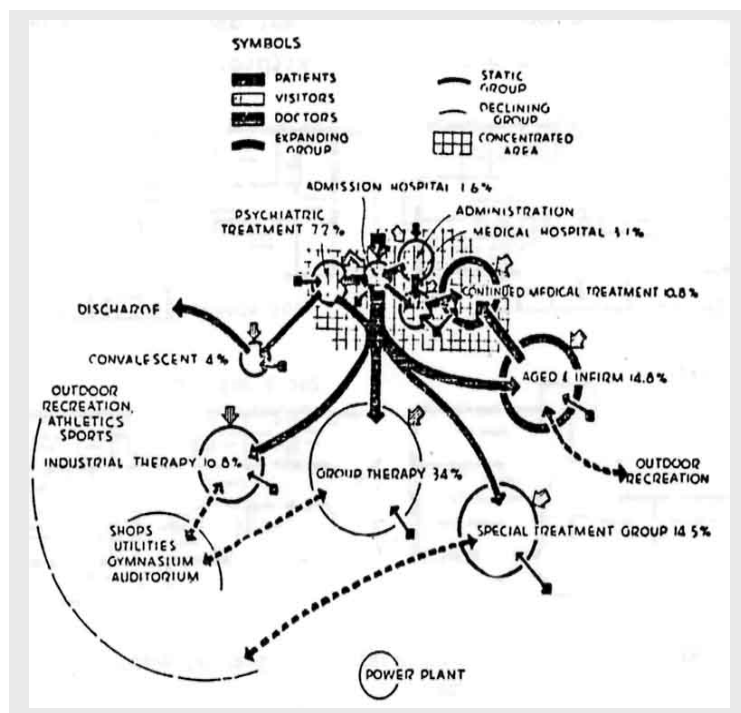 SYMBOLS
PATIENTS
VISITORS
DOCTORS
EXPANDING
GROUP
STATIC
GROUP
DECLINING
GROUP
CONCENTRATED
AREA
ADMISSION HOSPITAL 1.6%
PSYCHIATRIC
TREATMENT 7.2%
ADMINISTRATION
MEDICAL HOSPITAL
CONTINUED MEDICAL TREATMENT 10.8%
DISCHARGE
CONVALESCENT 4%
AGED & INFIRM 14.8%
OUTDOOR
RECREATION,
ATHLETICS
SPORTS
INDUSTRIAL THERAPY 10.8%
GROUP THERAPY 34%
OUTDOOR
RECREATION
SHOPS
UTILITIES
GYMNASIUM
AUDITORIUM
SPECIAL TREATMENT GROUP 14.5%
POWER PLANT